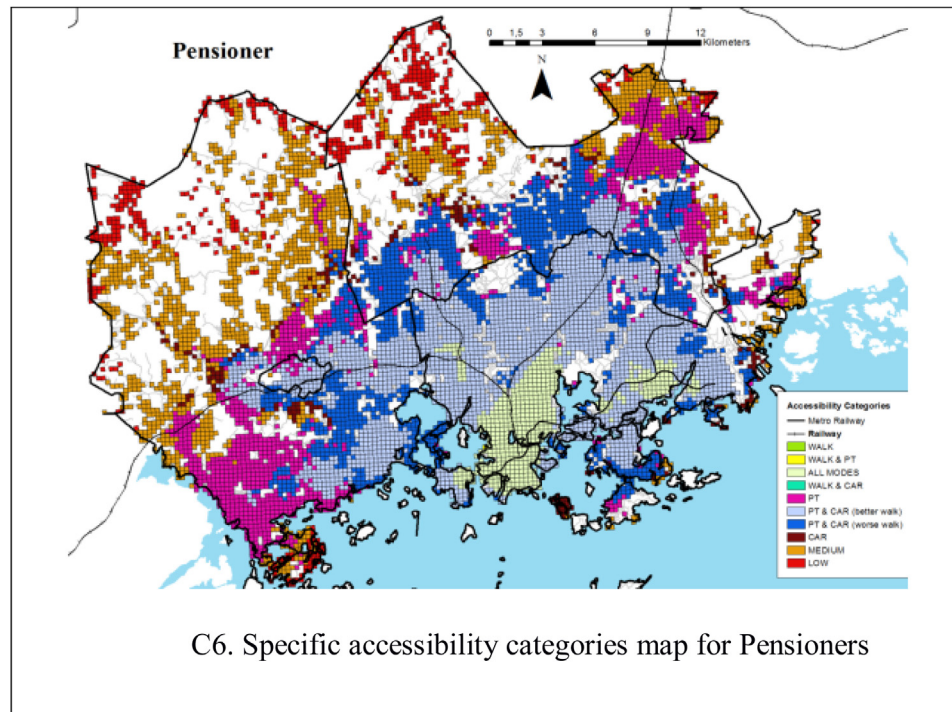 Pensioner
0 1,5 3 6 9 12
Kilometers
N
Accessibility Categories
Metro Railway
Railway
WALK
WALK & PT
ALL MODES
WALK & CAR
PT
PT & CAR (better walk)
PT & CAR (worse walk)
CAR
MEDIUM
LOW
C6. Specific accessibility categories map for Pensioners